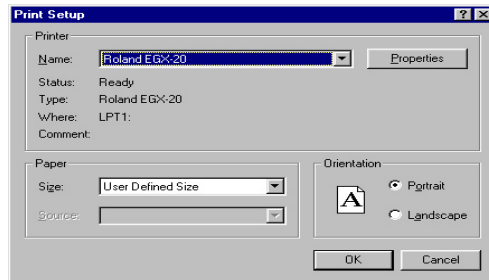 Print Setup
Printer
Name: Roland EGX-20 Properties
Status: Ready
Type: Roland EGX-20
Where: LPT1:
Comment:
Paper Orientation
Size: User Defined Size Portrait
Source: A Landscape
OK Cancel